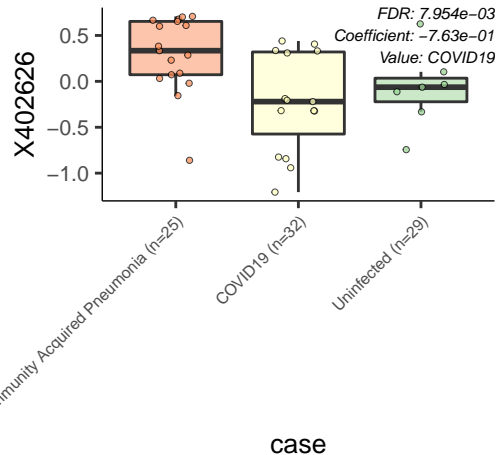 FDR: 7.954e−03
Coefficient: −7.63e−01
Value: COVID19
X402626
0.5
0.0
−0.5
−1.0
Acquired Pneumonia (n=25)
COVID19 (n=32)
Uninfected (n=29)
case